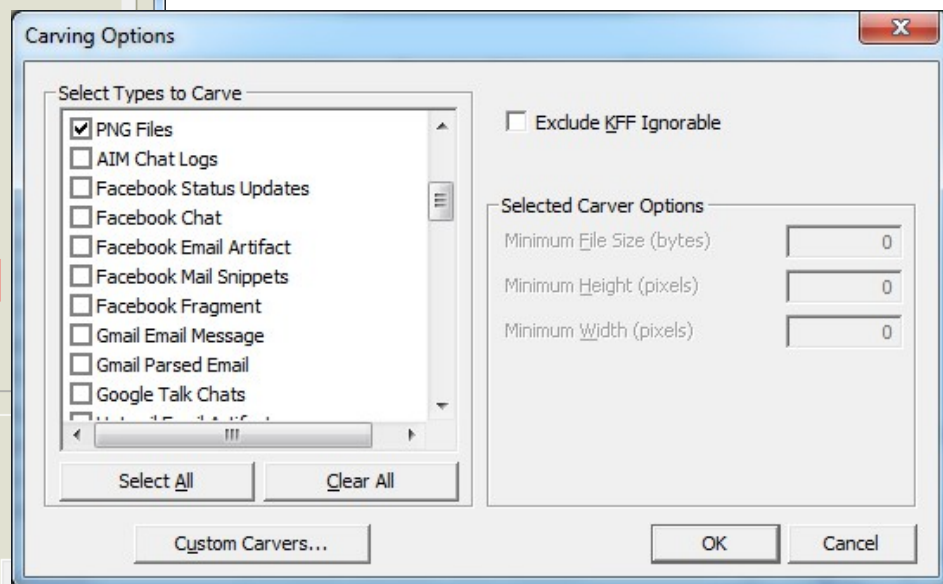 Carving Options
Select Types to Carve
PNG Files
AIM Chat Logs
Facebook Status Updates
Facebook Chat
Facebook Email Artifact
Facebook Mail Snippets
Facebook Fragment
Gmail Email Message
Gmail Parsed Email
Google Talk Chats
Select All
Clear All
Custom Carvers...
Exclude KFF Ignorable
Selected Carver Options
Minimum File Size (bytes) 0
Minimum Height (pixels) 0
Minimum Width (pixels) 0
OK
Cancel